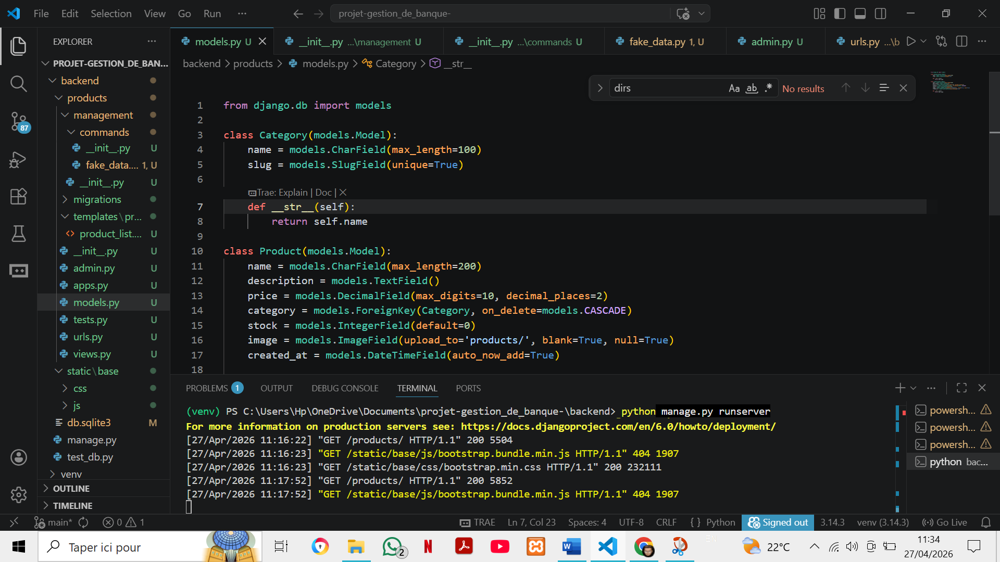 File Edit Selection View Go Run ···
projet-gestion_de_banque-
EXPLORER
models.py U
__init__.py ...\management U
__init__.py ...\commands U
fake_data.py 1, U
admin.py U
urls.py ...\b
PROJET-GESTION_DE_BAN...
backend
products
management
commands
__init__.py U
fake_data.... 1, U
__init__.py U
migrations
templates\pr...
product_list.... U
__init__.py U
admin.py U
apps.py U
models.py U
tests.py U
urls.py U
views.py U
static\base
css
js
db.sqlite3 M
manage.py
test_db.py
venv
OUTLINE
TIMELINE
87
backend > products > models.py > Category > __str__
dirs
Aa ab .* No results
1 from django.db import models
2
3 class Category(models.Model):
4 name = models.CharField(max_length=100)
5 slug = models.SlugField(unique=True)
6
Trae: Explain | Doc | X
7 def __str__(self):
8 return self.name
9
10 class Product(models.Model):
11 name = models.CharField(max_length=200)
12 description = models.TextField()
13 price = models.DecimalField(max_digits=10, decimal_places=2)
14 category = models.ForeignKey(Category, on_delete=models.CASCADE)
15 stock = models.IntegerField(default=0)
16 image = models.ImageField(upload_to='products/', blank=True, null=True)
17 created_at = models.DateTimeField(auto_now_add=True)
18
PROBLEMS 1 OUTPUT DEBUG CONSOLE TERMINAL PORTS
(venv) PS C:\Users\Hp\OneDrive\Documents\projet-gestion_de_banque-\backend> python manage.py runserver
For more information on production servers see: https://docs.djangoproject.com/en/6.0/howto/deployment/
[27/Apr/2026 11:16:22] "GET /products/ HTTP/1.1" 200 5504
[27/Apr/2026 11:16:23] "GET /static/base/js/bootstrap.bundle.min.js HTTP/1.1" 404 1907
[27/Apr/2026 11:16:23] "GET /static/base/css/bootstrap.min.css HTTP/1.1" 200 232111
[27/Apr/2026 11:17:52] "GET /products/ HTTP/1.1" 200 5852
[27/Apr/2026 11:17:52] "GET /static/base/js/bootstrap.bundle.min.js HTTP/1.1" 404 1907
powersh...
powersh...
powersh...
python bac...
main* 0 1
TRAE Ln 7, Col 23 Spaces: 4 UTF-8 CRLF { } Python Signed out 3.14.3 venv (3.14.3) Go Live
Taper ici pour
2
22°C
11:34
27/04/2026